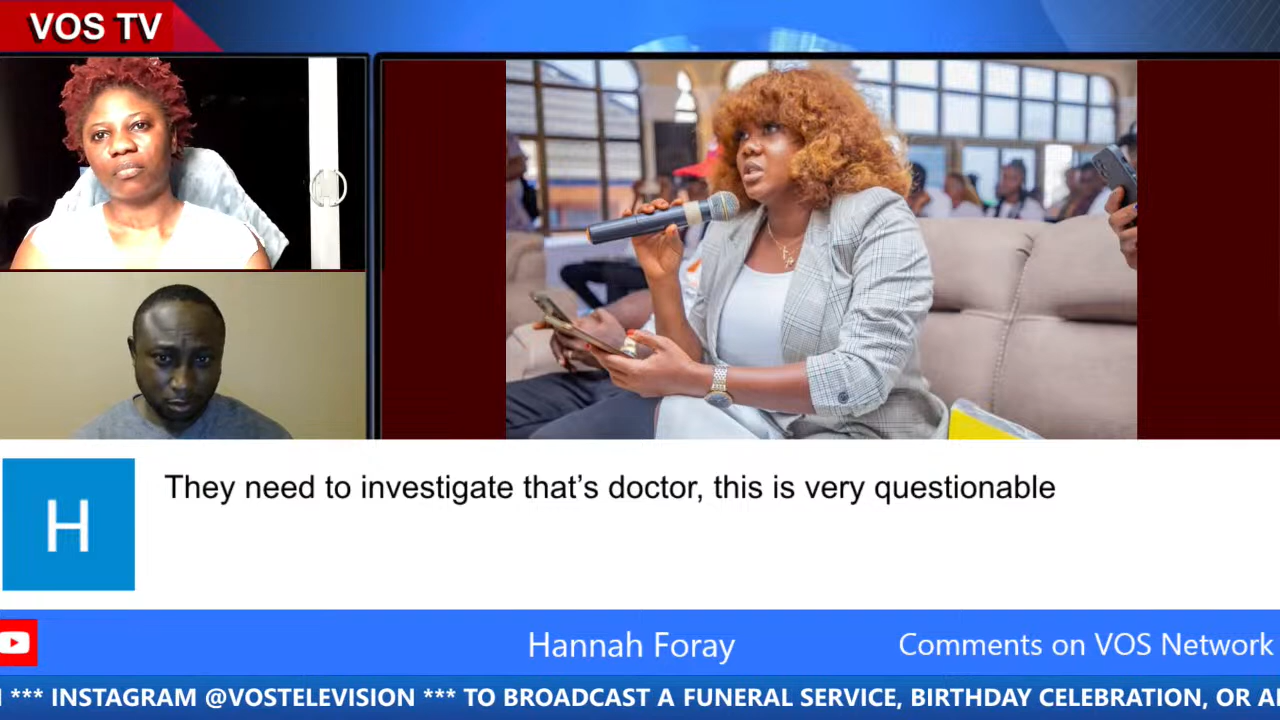 VOS TV
They need to investigate that’s doctor, this is very questionable
H
Hannah Foray
Comments on VOS Network
*** INSTAGRAM @VOSTELEVISION *** TO BROADCAST A FUNERAL SERVICE, BIRTHDAY CELEBRATION, OR